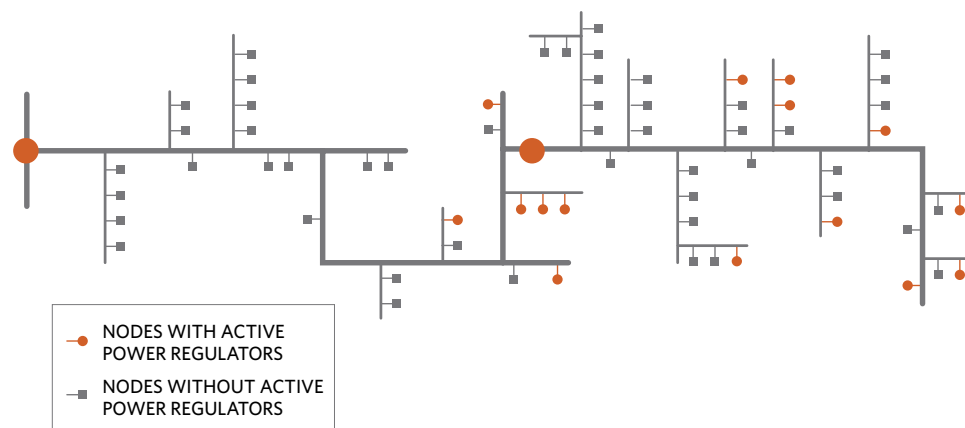 NODES WITH ACTIVE
POWER REGULATORS
NODES WITHOUT ACTIVE
POWER REGULATORS